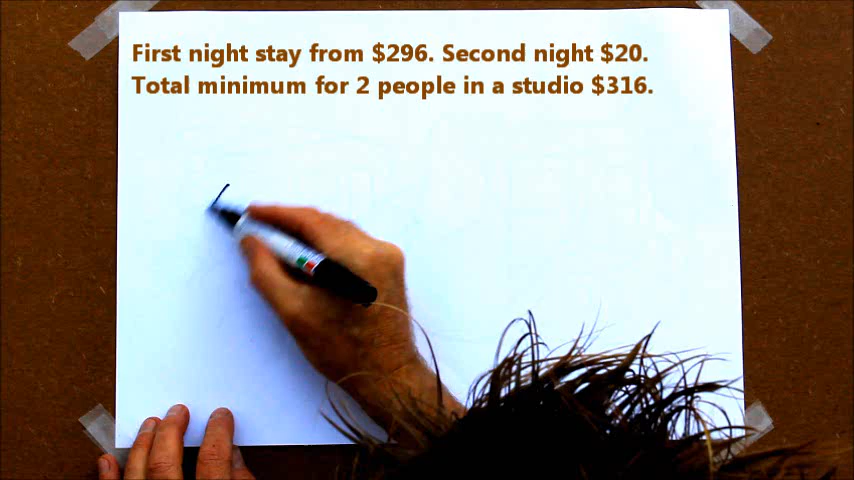 First night stay from $296. Second night $20.
Total minimum for 2 people in a studio $316.